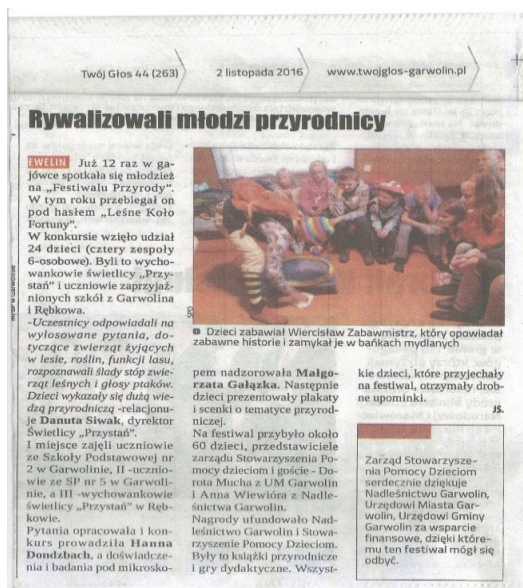 Twój Głos 44 (263)
2 listopada 2016
www.twojglos-garwolin.pl
Rywalizowali młodzi przyrodnicy
EWELIN Już 12 raz w ga-
jówce spotkała się młodzież
na „Festiwalu Przyrody”.
W tym roku przebiegał on
pod hasłem „Leśne Koło
Fortuny”.
W konkursie wzięło udział
24 dzieci (cztery zespoły
6-osobowe). Byli to wycho-
wankowie świetlicy „Przy-
stań” i uczniowie zaprzyjaź-
nionych szkół z Garwolina
i Rębkowa.
-Uczestnicy odpowiadali na
wylosowane pytania, do-
tyczące zwierząt żyjących
w lesie, roślin, funkcji lasu,
rozpoznawali ślady stóp zwie-
rząt leśnych i głosy ptaków.
Dzieci wykazały się dużą wie-
dzą przyrodniczą -relacjonu-
je Danuta Siwak, dyrektor
Świetlicy „Przystań”.
I miejsce zajęli uczniowie
ze Szkoły Podstawowej nr
2 w Garwolinie, II -ucznio-
wie ze SP nr 5 w Garwoli-
nie, a III -wychowankowie
świetlicy „Przystań” w Ręb-
kowie.
Pytania opracowała i kon-
kurs prowadziła Hanna
Dondzbach, a doświadcze-
nia i badania pod mikrosko-
SPD
Dzieci zabawiał Wiercisław Zabawmistrz, który opowiadał
zabawne historie i zamykał je w bańkach mydlanych
pem nadzorowała Małgo-
rzata Gałązka. Następnie
dzieci prezentowały plakaty
i scenki o tematyce przyrod-
niczej.
Na festiwal przybyło około
60 dzieci, przedstawiciele
zarządu Stowarzyszenia Po-
mocy dzieciom i goście - Do-
rota Mucha z UM Garwolin
i Anna Wiewióra z Nadle-
śnictwa Garwolin.
Nagrody ufundowało Nad-
leśnictwo Garwolin i Stowa-
rzyszenie Pomocy Dzieciom.
Były to książki przyrodnicze
i gry dydaktyczne. Wszyst-
kie dzieci, które przyjechały
na festiwal, otrzymały drob-
ne upominki.
JS.
Zarząd Stowarzysze-
nia Pomocy Dzieciom
serdecznie dziękuje
Nadleśnictwu Garwolin,
Urzędowi Miasta Gar-
wolin, Urzędowi Gminy
Garwolin za wsparcie
finansowe, dzięki które-
mu ten festiwal mógł się
odbyć.